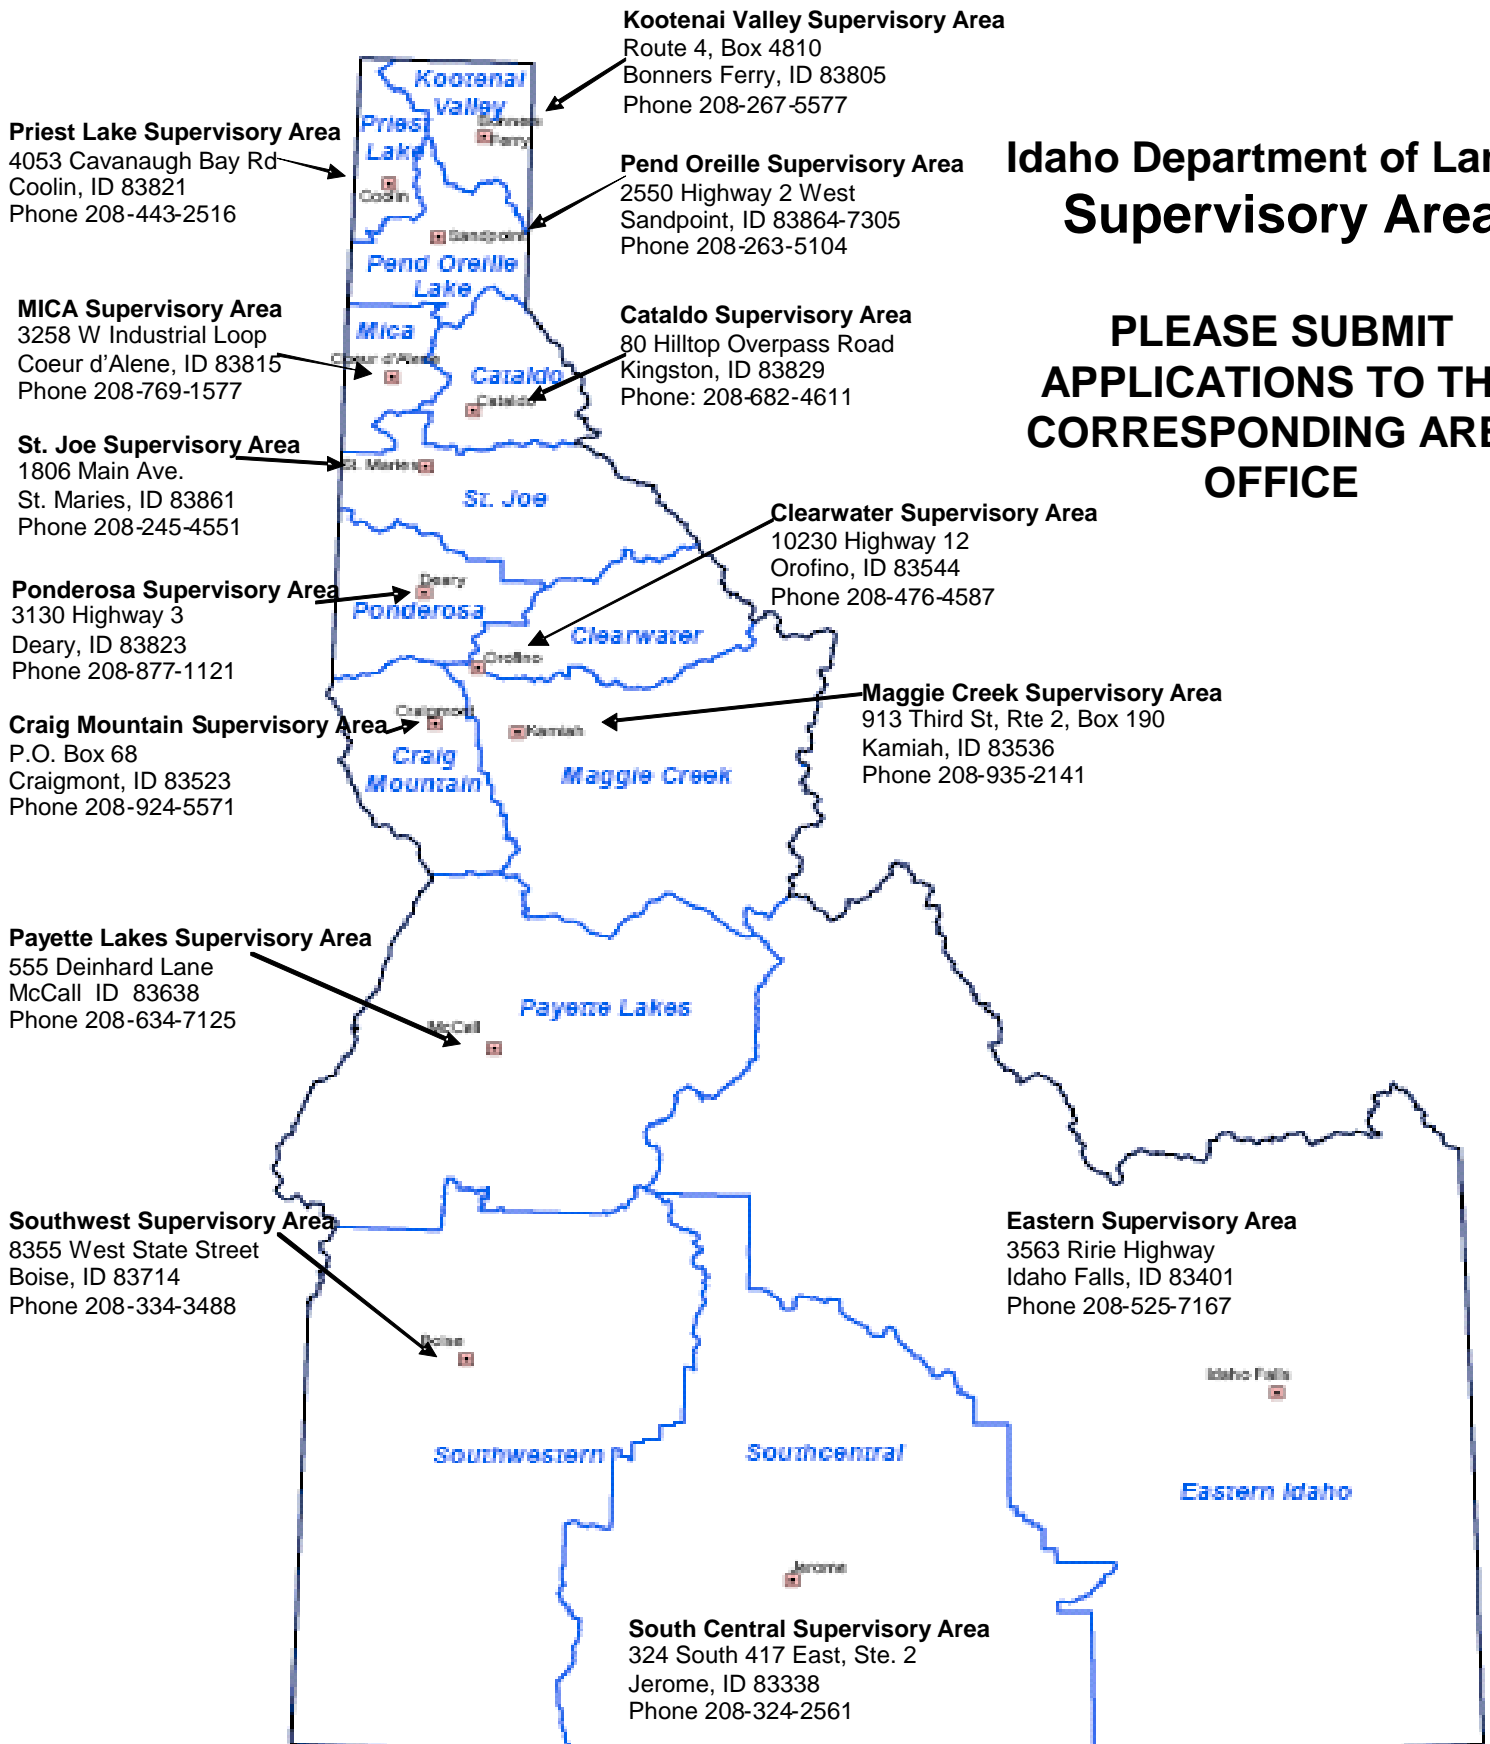 Kootenai Valley Supervisory Area
Route 4, Box 4810
Bonners Ferry, ID 83805
Phone 208-267-5577
Priest Lake Supervisory Area
4053 Cavanaugh Bay Rd
Coolin, ID 83821
Phone 208-443-2516
Pend Oreille Supervisory Area
2550 Highway 2 West
Sandpoint, ID 83864-7305
Phone 208-263-5104
Idaho Department of Lan
Supervisory Area
PLEASE SUBMIT
APPLICATIONS TO TH
CORRESPONDING ARE
OFFICE
MICA Supervisory Area
3258 W Industrial Loop
Coeur d'Alene, ID 83815
Phone 208-769-1577
Cataldo Supervisory Area
80 Hilltop Overpass Road
Kingston, ID 83829
Phone: 208-682-4611
St. Joe Supervisory Area
1806 Main Ave.
St. Maries, ID 83861
Phone 208-245-4551
Clearwater Supervisory Area
10230 Highway 12
Orofino, ID 83544
Phone 208-476-4587
Ponderosa Supervisory Area
3130 Highway 3
Deary, ID 83823
Phone 208-877-1121
Maggie Creek Supervisory Area
913 Third St, Rte 2, Box 190
Kamiah, ID 83536
Phone 208-935-2141
Craig Mountain Supervisory Area
P.O. Box 68
Craigmont, ID 83523
Phone 208-924-5571
Payette Lakes Supervisory Area
555 Deinhard Lane
McCall ID 83638
Phone 208-634-7125
Southwest Supervisory Area
8355 West State Street
Boise, ID 83714
Phone 208-334-3488
Eastern Supervisory Area
3563 Ririe Highway
Idaho Falls, ID 83401
Phone 208-525-7167
South Central Supervisory Area
324 South 417 East, Ste. 2
Jerome, ID 83338
Phone 208-324-2561
Kootenai
Valley
Bonners
Ferry
Priest
Lake
Coolin
Sandpoint
Pend Oreille
Lake
Mica
Coeur d'Alene
Cataldo
Cataldo
St. Maries
St. Joe
Deary
Ponderosa
Clearwater
Orofino
Craigmont
Kamiah
Craig
Mountain
Maggie Creek
Payette Lakes
McCall
Boise
Idaho Falls
Southwestern
Southcentral
Eastern Idaho
Jerome